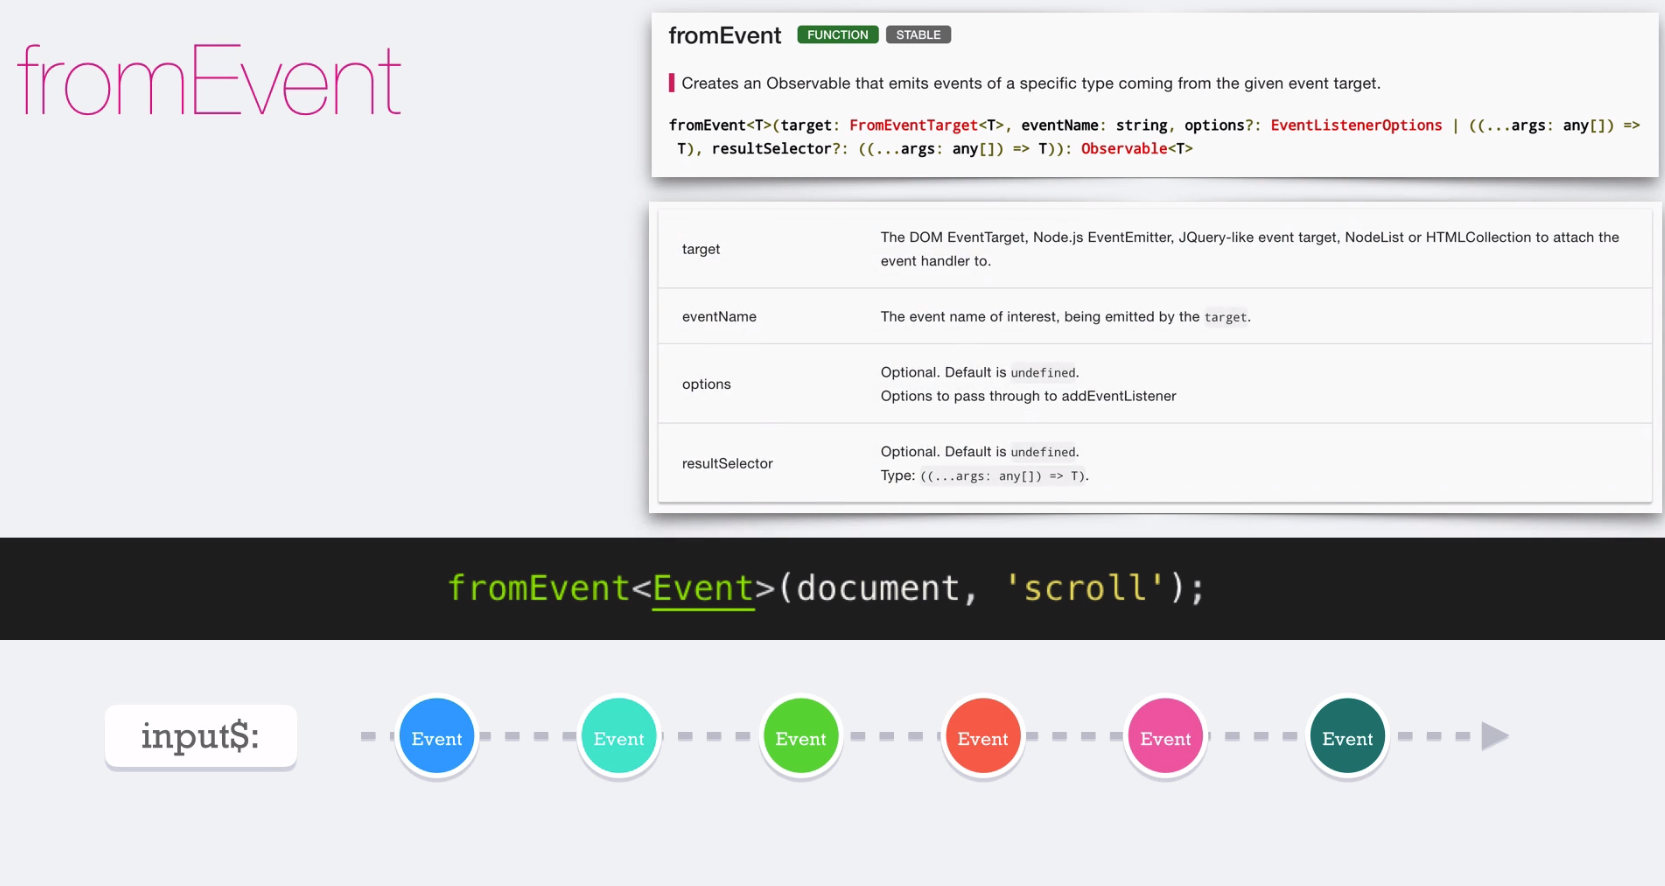 fromEvent
fromEvent FUNCTION STABLE
Creates an Observable that emits events of a specific type coming from the given event target.
fromEvent<T>(target: FromEventTarget<T>, eventName: string, options?: EventListenerOptions | ((...args: any[]) =>
T), resultSelector?: ((...args: any[]) => T)): Observable<T>
target
The DOM EventTarget, Node.js EventEmitter, JQuery-like event target, NodeList or HTMLCollection to attach the
event handler to.
eventName
The event name of interest, being emitted by the target.
options
Optional. Default is undefined.
Options to pass through to addEventListener
resultSelector
Optional. Default is undefined.
Type: ((...args: any[]) => T).
fromEvent<Event>(document, 'scroll');
input$: Event Event Event Event Event Event